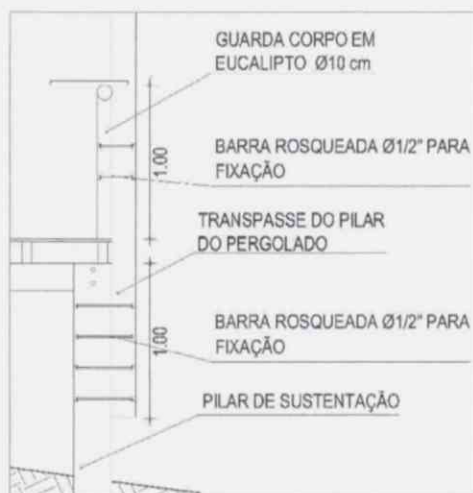 GUARDA CORPO EM
EUCALIPTO Ø10 cm
BARRA ROSQUEADA Ø1/2" PARA
FIXAÇÃO
1.00
TRANSPASSE DO PILAR
DO PERGOLADO
BARRA ROSQUEADA Ø1/2" PARA
FIXAÇÃO
1.00
PILAR DE SUSTENTAÇÃO